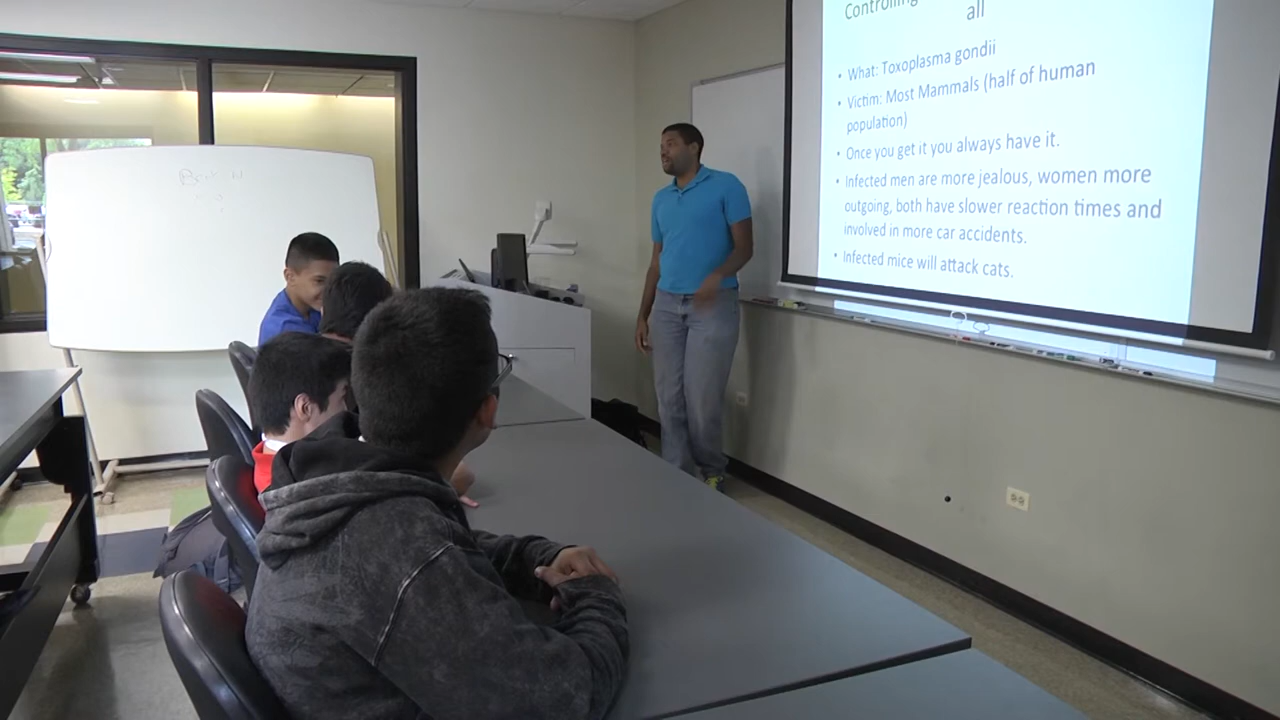 Controlling
all
• What: Toxoplasma gondii
• Victim: Most Mammals (half of human
population)
• Once you get it you always have it.
• Infected men are more jealous, women more
outgoing, both have slower reaction times and
involved in more car accidents.
• Infected mice will attack cats.